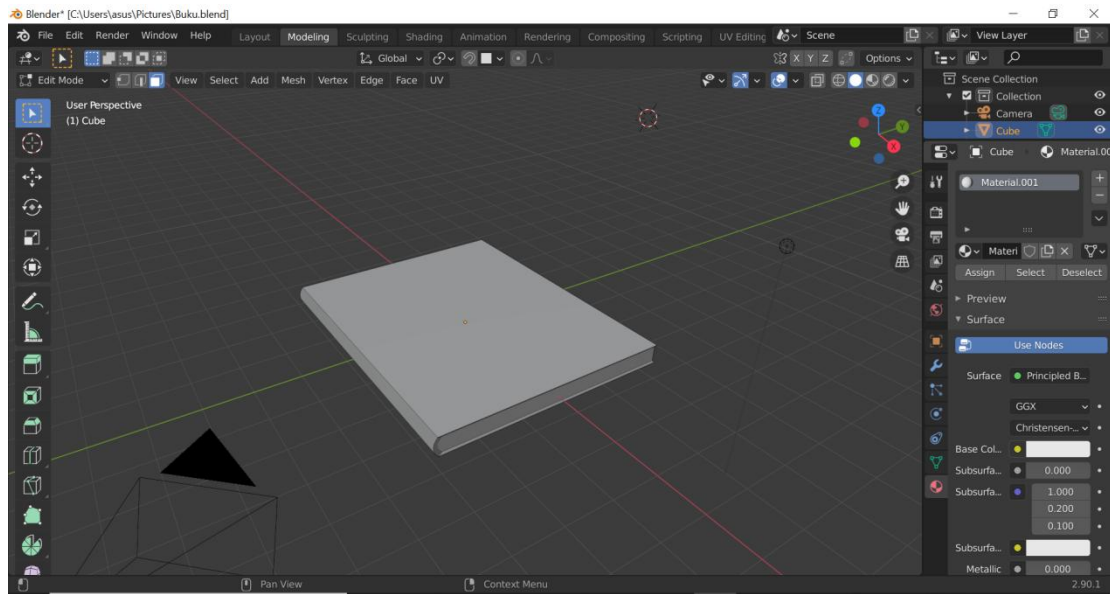 Blender* [C:\Users\asus\Pictures\Buku.blend]
File Edit Render Window Help Layout Modeling Sculpting Shading Animation Rendering Compositing Scripting UV Editing Scene View Layer
Global X Y Z Options
Edit Mode View Select Add Mesh Vertex Edge Face UV
User Perspective
(1) Cube
Z
Y
X
Scene Collection
Collection
Camera
Cube
Cube Material.00
Material.001
Materi
Assign Select Deselect
Preview
Surface
Use Nodes
Surface Principled B...
GGX
Christensen-...
Base Col...
Subsurfa... 0.000
Subsurfa... 1.000
0.200
0.100
Subsurfa...
Metallic 0.000
Pan View Context Menu 2.90.1